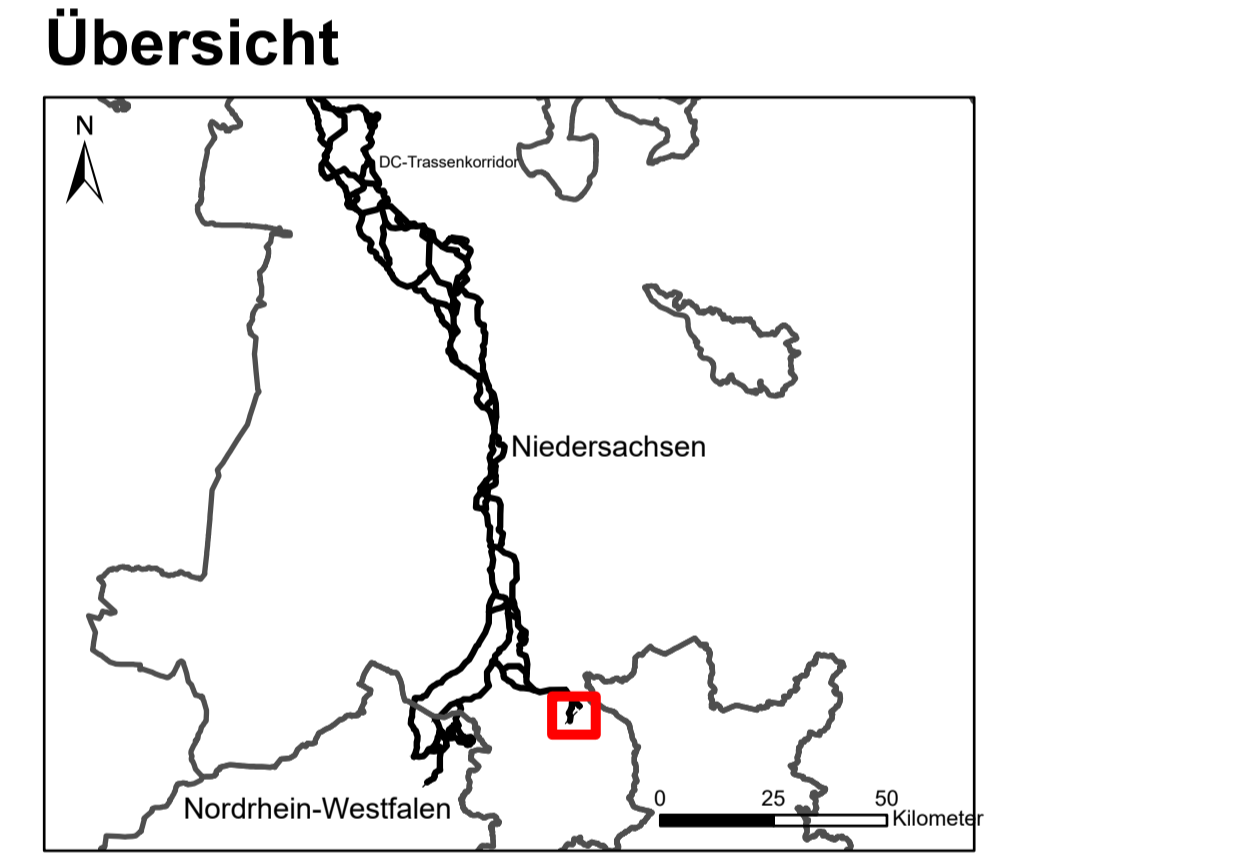 Übersicht
N
DC-Trassenkorridor
Niedersachsen
0 25 50
Kilometer
Nordrhein-Westfalen